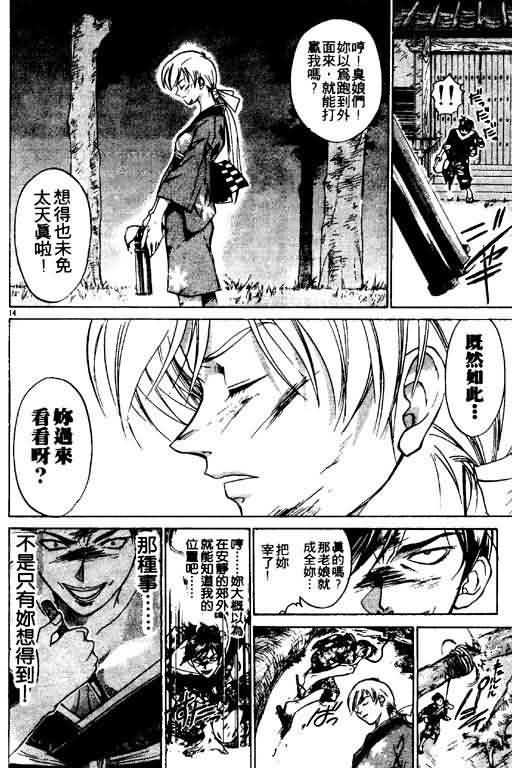 !!
哼！臭娘們！
妳以為跑到外
面來，就能打
贏我嗎？
想得也未免
太天真啦！
14
既然如此…
妳過來
看看呀？
真的嗎？
那老娘就
成全妳…
把妳
宰了！
哼……妳大概以為
在安靜的郊外，
就能知道我的
位置吧…
那種事……
不是只有妳想得到！